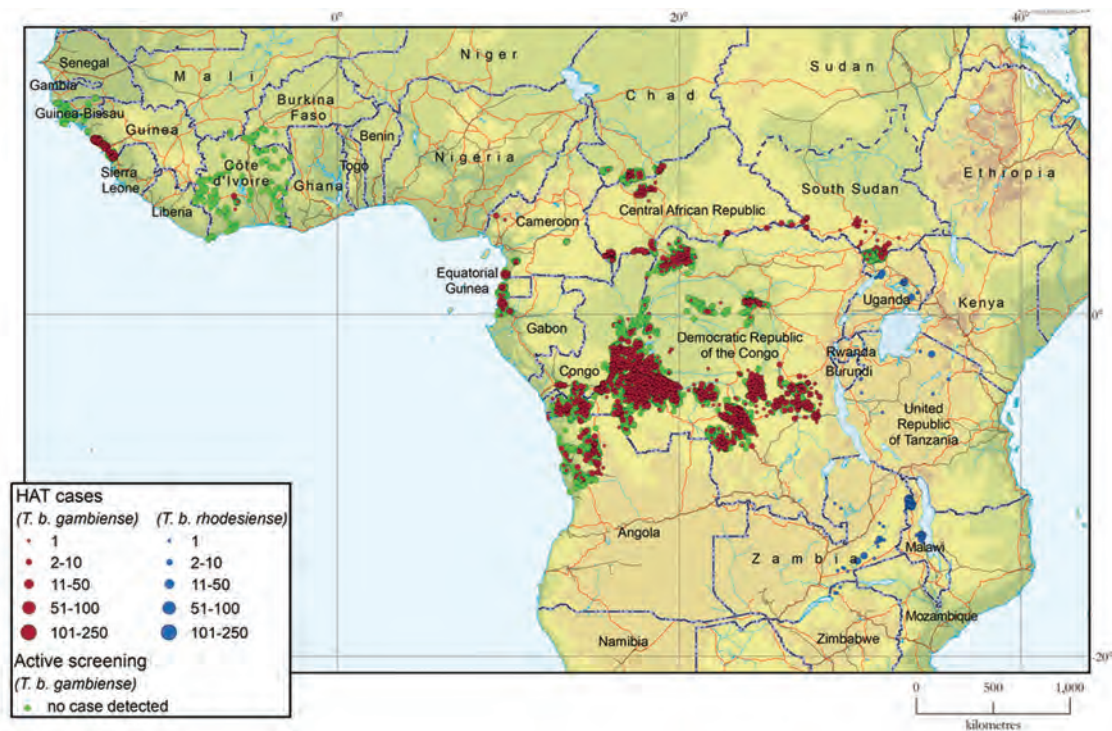 0°
20°
40°
Senegal
Mali
Niger
Sudan
Gambia
Chad
Guinea-Bissau
Burkina
Faso
Guinea
Benin
Nigeria
Ethiopia
Côte
d'Ivoire
Togo
Ghana
Sierra
Leone
South Sudan
Liberia
Cameroon
Central African Republic
Equatorial
Guinea
Uganda
Kenya
0°
Gabon
Democratic Republic
of the Congo
Congo
Rwanda
Burundi
United
Republic
of Tanzania
HAT cases
(T. b. gambiense)
(T. b. rhodesiense)
1
1
2-10
2-10
11-50
11-50
51-100
51-100
101-250
101-250
Active screening
(T. b. gambiense)
no case detected
Angola
Zambia
Malawi
Mozambique
Namibia
Zimbabwe
-20°
0 500 1,000
kilometres